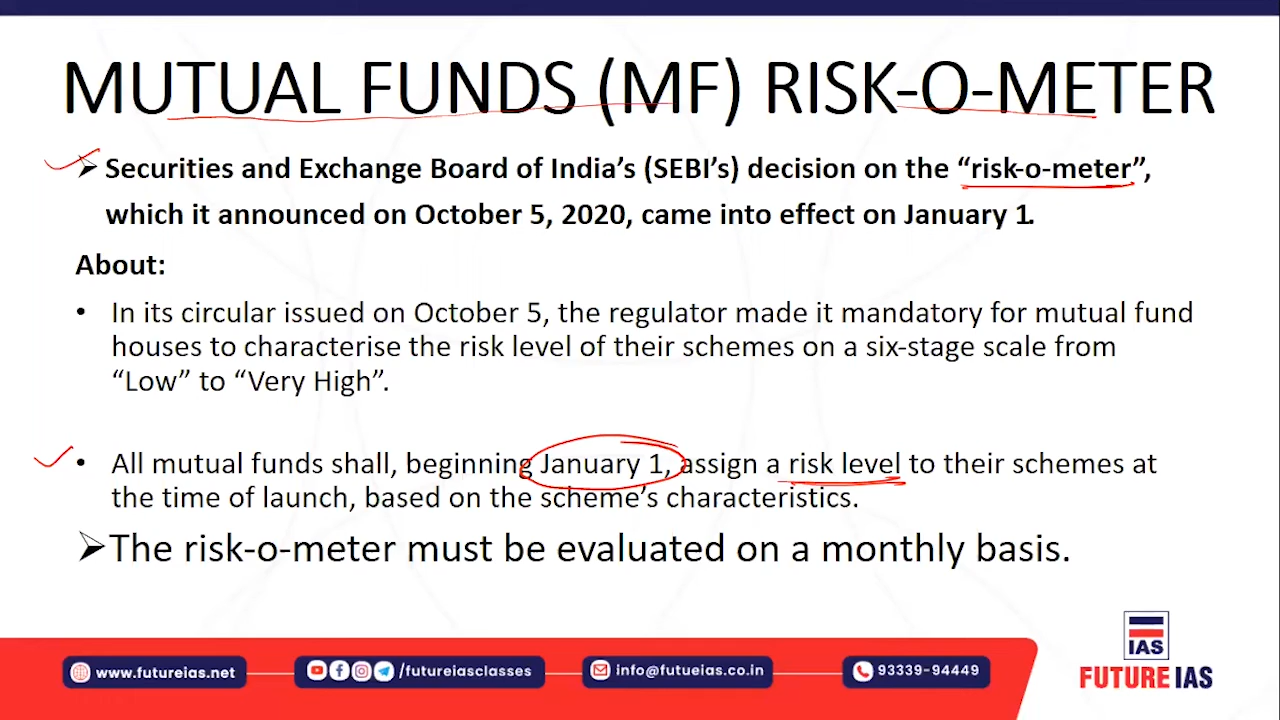 MUTUAL FUNDS (MF) RISK-O-METER
➢ Securities and Exchange Board of India’s (SEBI’s) decision on the “risk-o-meter”,
which it announced on October 5, 2020, came into effect on January 1.
About:
• In its circular issued on October 5, the regulator made it mandatory for mutual fund
houses to characterise the risk level of their schemes on a six-stage scale from
“Low” to “Very High”.
• All mutual funds shall, beginning January 1, assign a risk level to their schemes at
the time of launch, based on the scheme’s characteristics.
➢The risk-o-meter must be evaluated on a monthly basis.
www.futureias.net
/futureiasclasses
info@futueias.co.in
93339-94449
IAS
FUTURE IAS